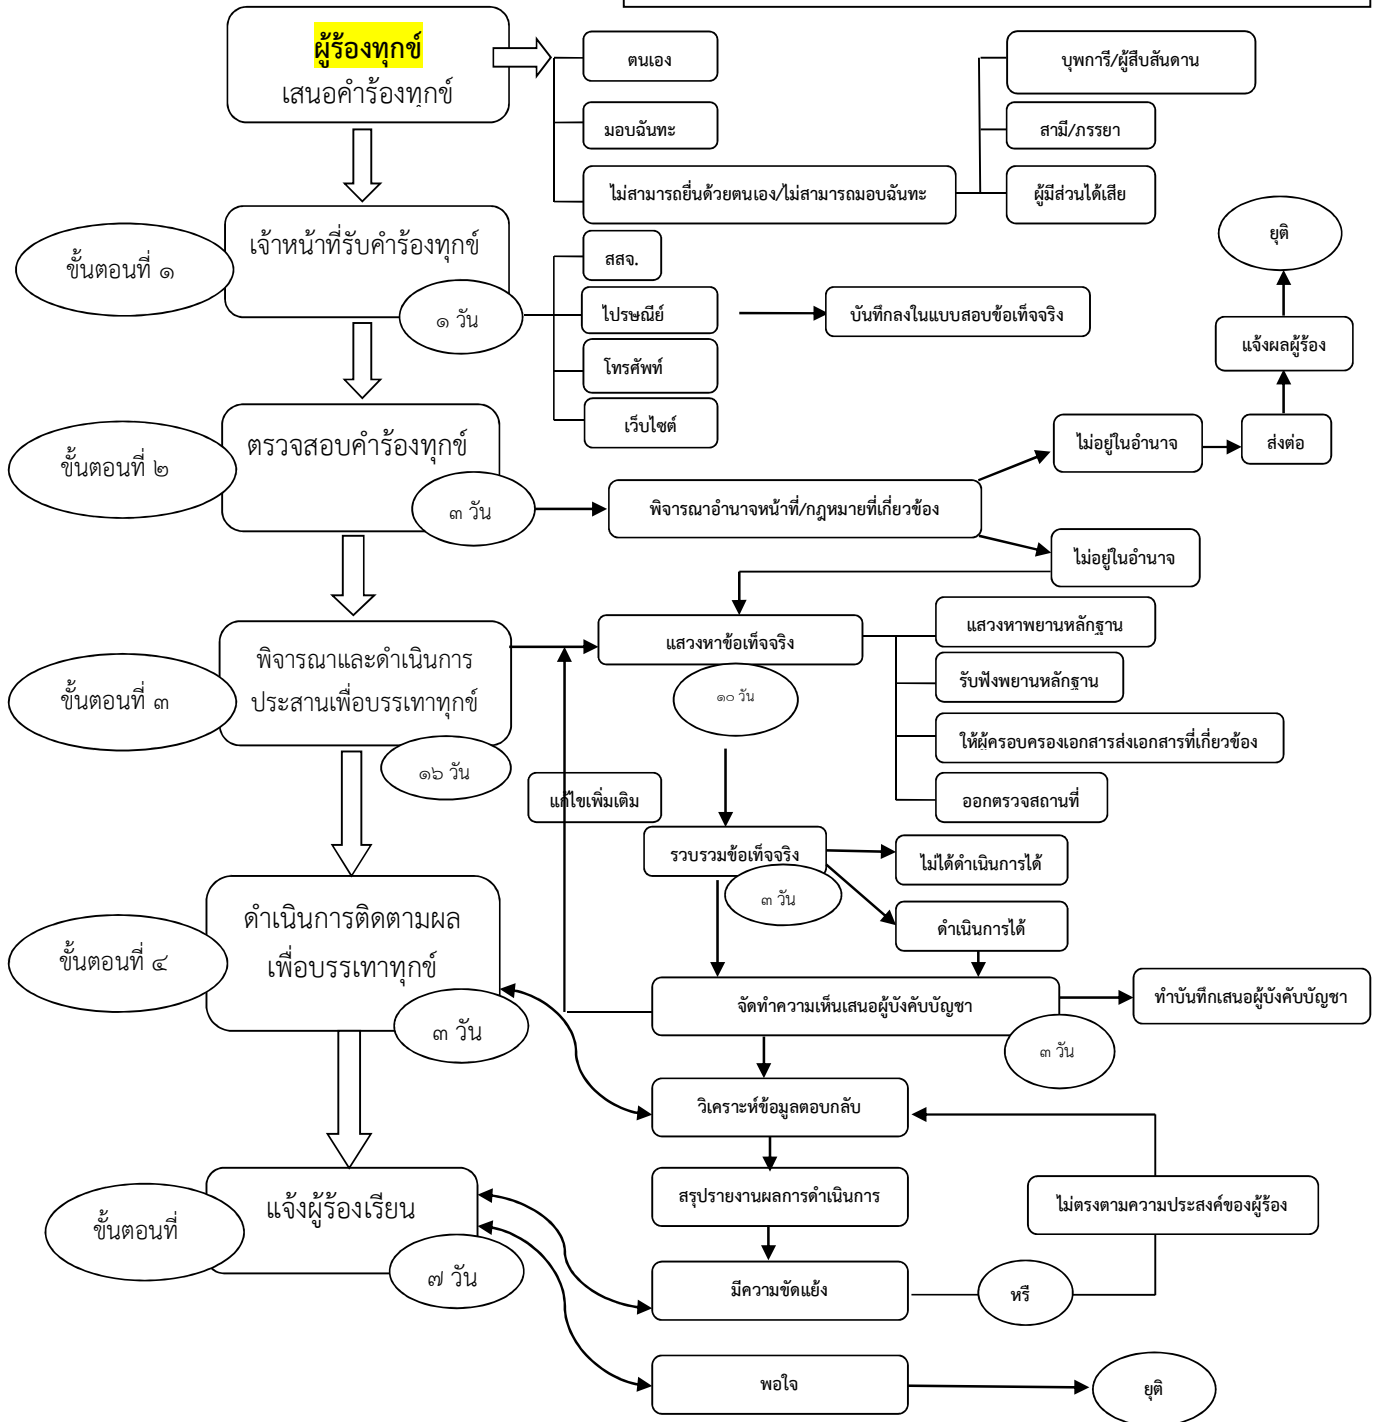 ผู้ร้องทุกข์
เสนอคำร้องทุกข์
ตนเอง
มอบฉันทะ
ไม่สามารถยื่นด้วยตนเอง/ไม่สามารถมอบฉันทะ
บุพการี/ผู้สืบสันดาน
สามี/ภรรยา
ผู้มีส่วนได้เสีย
ขั้นตอนที่ ๑
เจ้าหน้าที่รับคำร้องทุกข์
๑ วัน
สสจ.
ไปรษณีย์
โทรศัพท์
เว็บไซต์
บันทึกลงในแบบสอบข้อเท็จจริง
ยุติ
แจ้งผลผู้ร้อง
ขั้นตอนที่ ๒
ตรวจสอบคำร้องทุกข์
๓ วัน
พิจารณาอำนาจหน้าที่/กฎหมายที่เกี่ยวข้อง
ไม่อยู่ในอำนาจ
ส่งต่อ
ไม่อยู่ในอำนาจ
ขั้นตอนที่ ๓
พิจารณาและดำเนินการ
ประสานเพื่อบรรเทาทุกข์
๑๖ วัน
แสวงหาข้อเท็จจริง
๑๐ วัน
แสวงหาพยานหลักฐาน
รับฟังพยานหลักฐาน
ให้ผู้ครอบครองเอกสารส่งเอกสารที่เกี่ยวข้อง
ออกตรวจสถานที่
แก้ไขเพิ่มเติม
รวบรวมข้อเท็จจริง
๓ วัน
ไม่ได้ดำเนินการได้
ดำเนินการได้
ขั้นตอนที่ ๔
ดำเนินการติดตามผล
เพื่อบรรเทาทุกข์
๓ วัน
จัดทำความเห็นเสนอผู้บังคับบัญชา
๓ วัน
ทำบันทึกเสนอผู้บังคับบัญชา
วิเคราะห์ข้อมูลตอบกลับ
สรุปรายงานผลการดำเนินการ
ไม่ตรงตามความประสงค์ของผู้ร้อง
ขั้นตอนที่
แจ้งผู้ร้องเรียน
๗ วัน
มีความขัดแย้ง
หรื
พอใจ
ยุติ